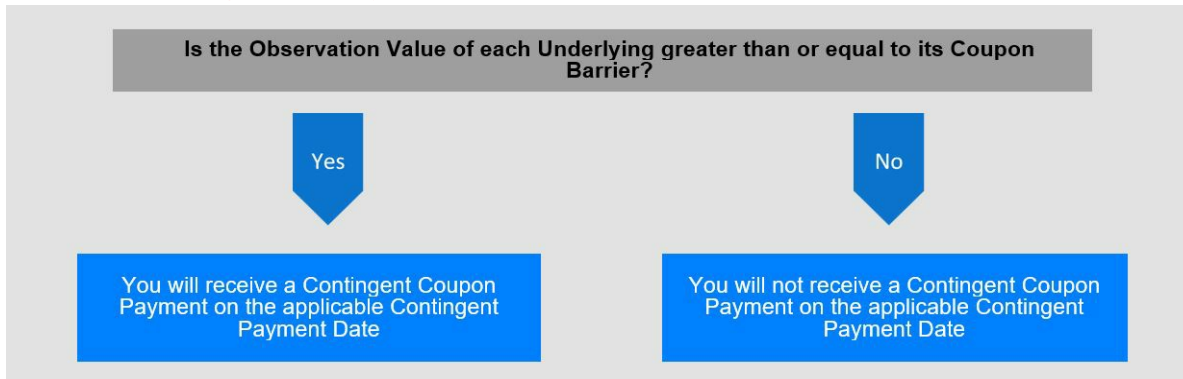 Is the Observation Value of each Underlying greater than or equal to its Coupon
Barrier?
Yes
No
You will receive a Contingent Coupon
Payment on the applicable Contingent
Payment Date
You will not receive a Contingent Coupon
Payment on the applicable Contingent
Payment Date